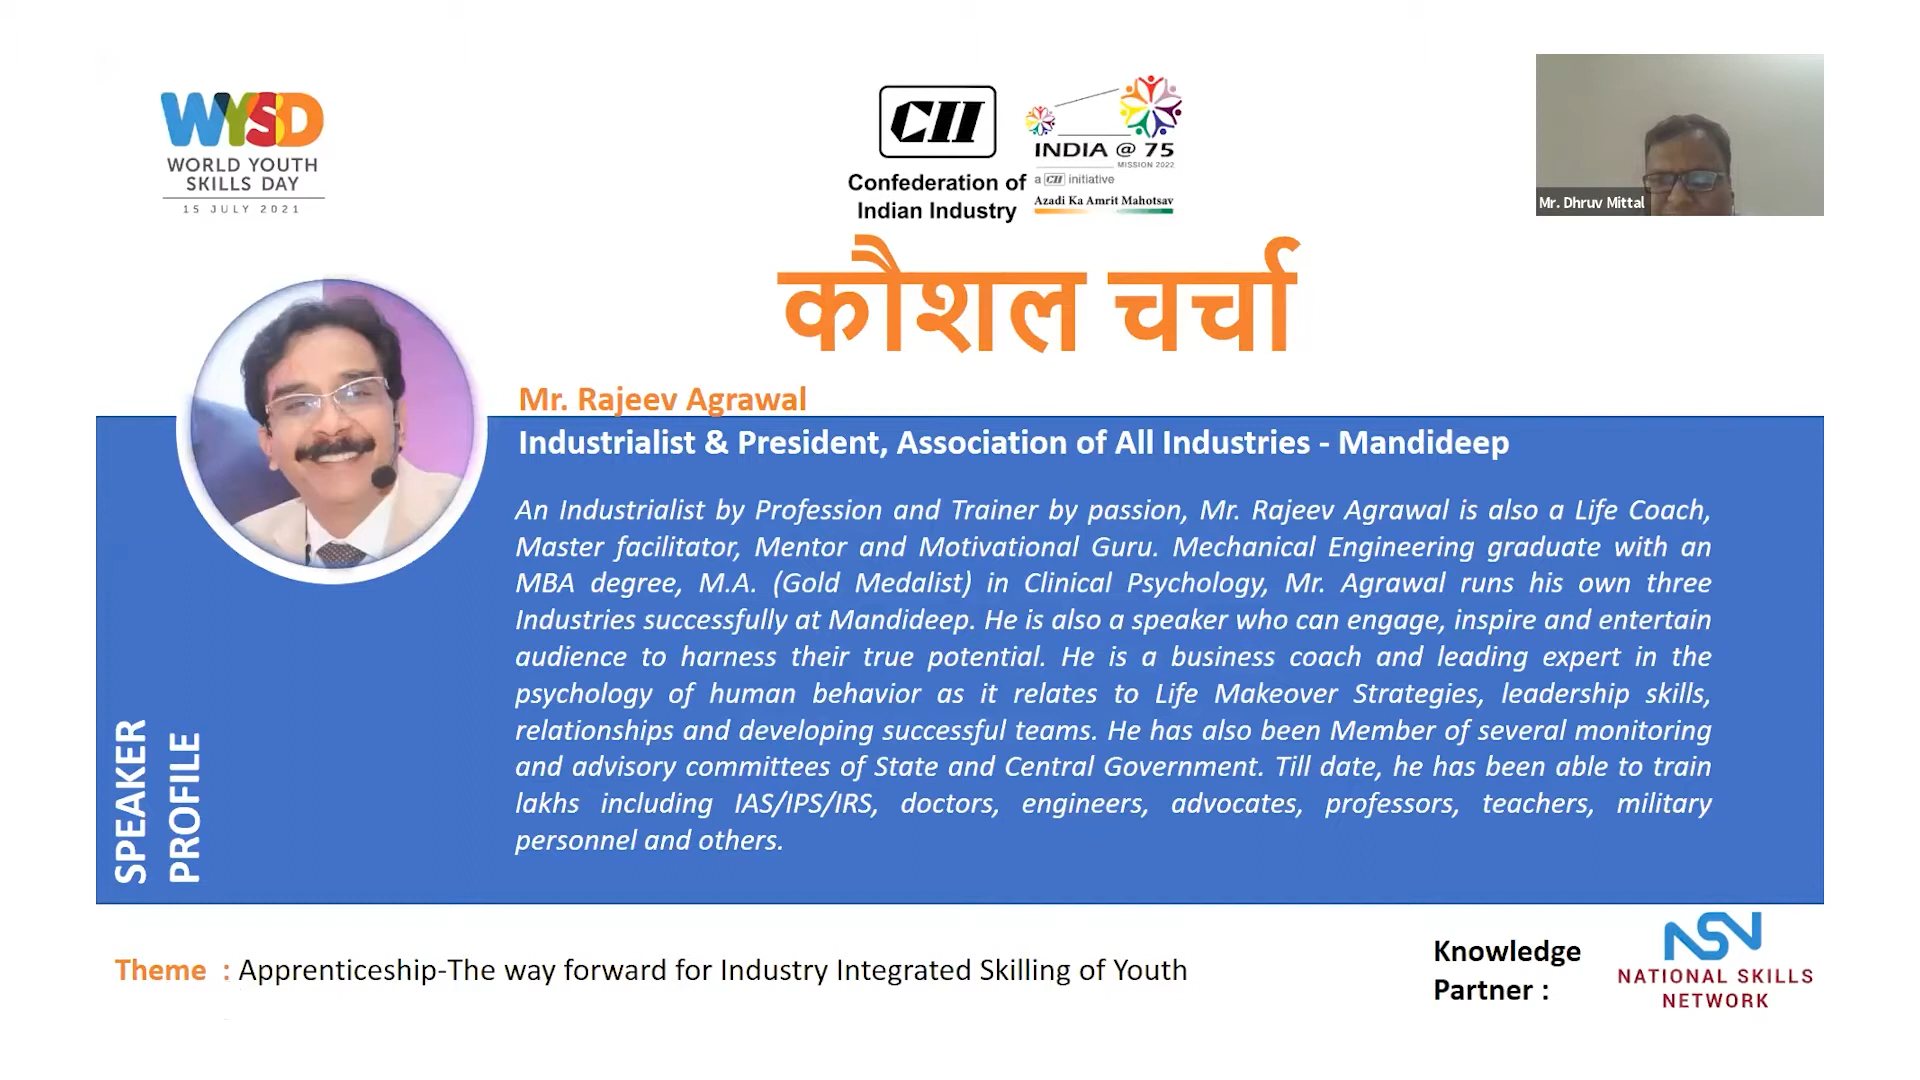 WYSD
WORLD YOUTH
SKILLS DAY
15 JULY 2021
CII
Confederation of
Indian Industry
INDIA @ 75
MISSION 2022
a CII initiative
Azadi Ka Amrit Mahotsav
Mr. Dhruv Mittal
कौशल चर्चा
Mr. Rajeev Agrawal
Industrialist & President, Association of All Industries - Mandideep
An Industrialist by Profession and Trainer by passion, Mr. Rajeev Agrawal is also a Life Coach,
Master facilitator, Mentor and Motivational Guru. Mechanical Engineering graduate with an
MBA degree, M.A. (Gold Medalist) in Clinical Psychology, Mr. Agrawal runs his own three
Industries successfully at Mandideep. He is also a speaker who can engage, inspire and entertain
audience to harness their true potential. He is a business coach and leading expert in the
psychology of human behavior as it relates to Life Makeover Strategies, leadership skills,
relationships and developing successful teams. He has also been Member of several monitoring
and advisory committees of State and Central Government. Till date, he has been able to train
lakhs including IAS/IPS/IRS, doctors, engineers, advocates, professors, teachers, military
personnel and others.
SPEAKER
PROFILE
Theme : Apprenticeship-The way forward for Industry Integrated Skilling of Youth
Knowledge
Partner :
NSN
NATIONAL SKILLS
NETWORK